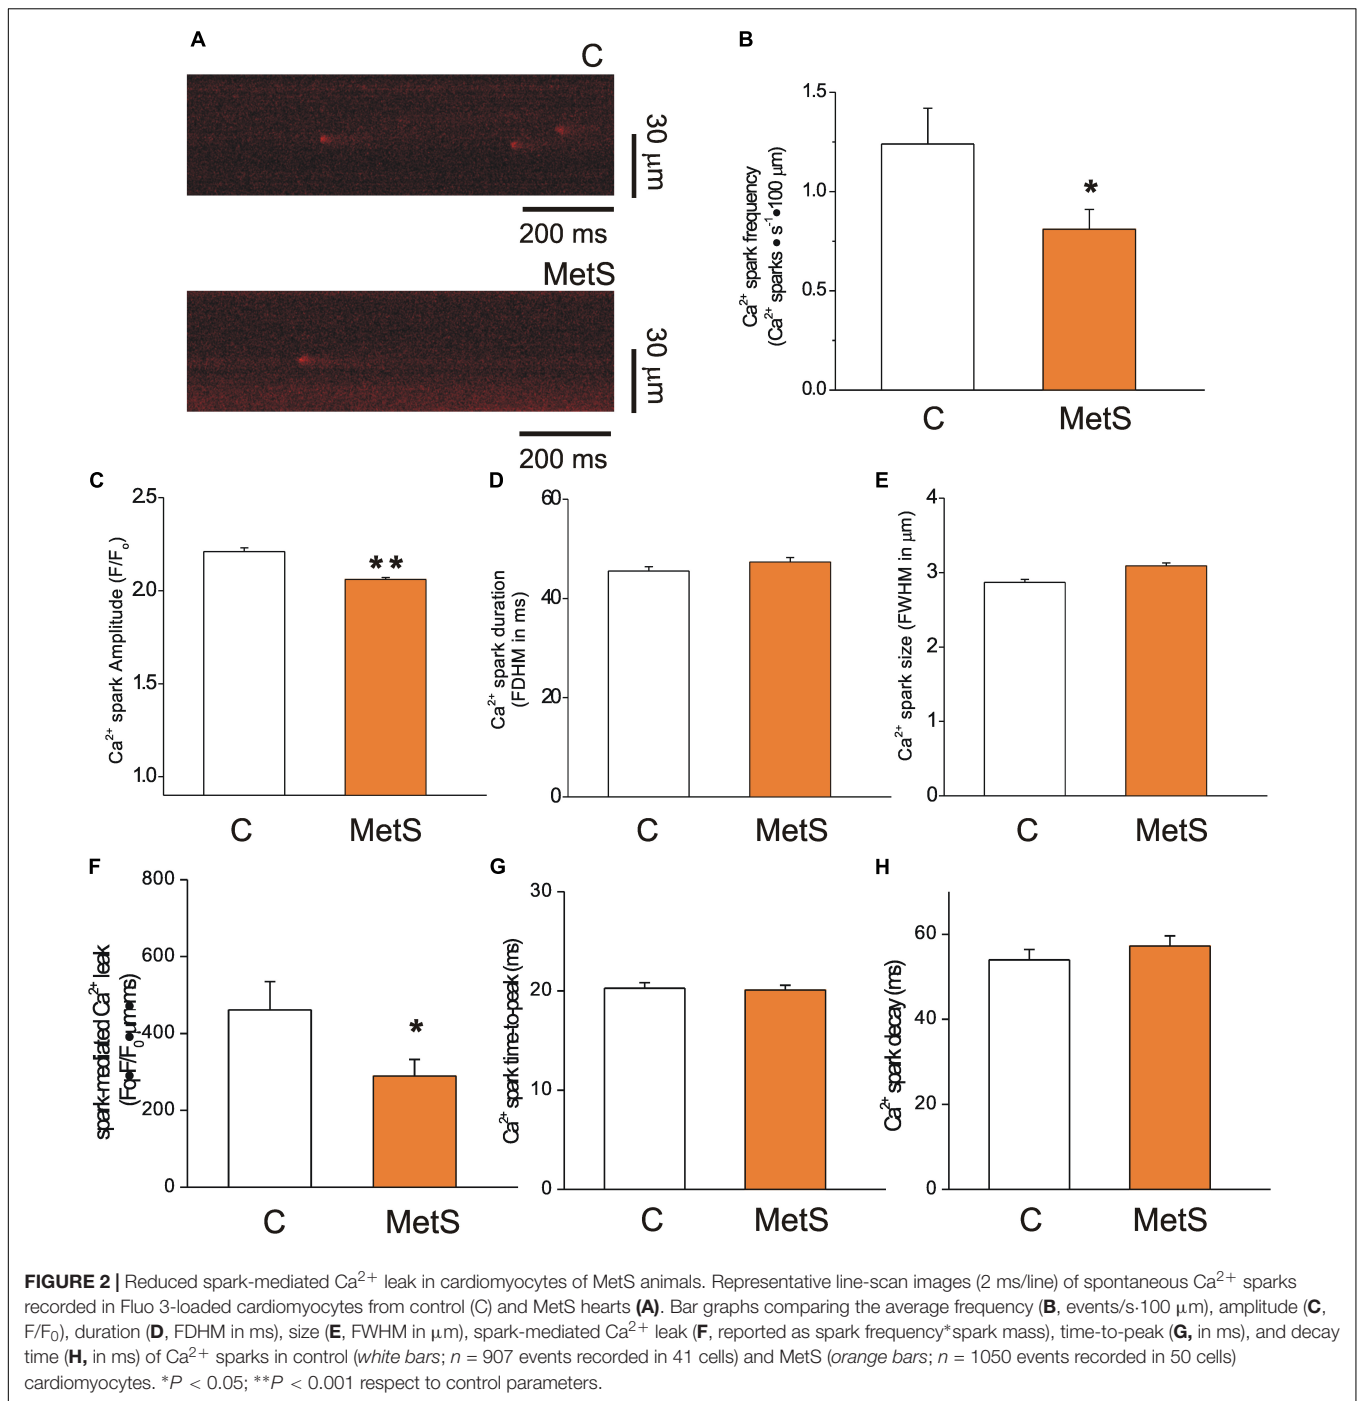 A
C
30 μm
200 ms
MetS
30 μm
200 ms
B
Ca2+ spark frequency
(Ca2+ sparks • s-1•100 μm)
1.5
1.0
0.5
0.0
C
MetS
*
C
Ca2+ spark Amplitude (F/Fo)
2.5
2.0
1.5
1.0
**
C
MetS
D
Ca2+ spark duration
(FDHM in ms)
60
40
20
0
C
MetS
E
Ca2+ spark size (FWHM in μm)
4
3
2
1
0
C
MetS
F
spark-mediated Ca2+ leak
(Fq•F/F0•μm•ms)
800
600
400
200
0
*
C
MetS
G
Ca2+ spark time-to-peak (ms)
30
20
10
0
C
MetS
H
Ca2+ spark decay (ms)
60
40
20
0
C
MetS
FIGURE 2 | Reduced spark-mediated Ca2+ leak in cardiomyocytes of MetS animals. Representative line-scan images (2 ms/line) of spontaneous Ca2+ sparks
recorded in Fluo 3-loaded cardiomyocytes from control (C) and MetS hearts (A). Bar graphs comparing the average frequency (B, events/s·100 μm), amplitude (C,
F/F0), duration (D, FDHM in ms), size (E, FWHM in μm), spark-mediated Ca2+ leak (F, reported as spark frequency*spark mass), time-to-peak (G, in ms), and decay
time (H, in ms) of Ca2+ sparks in control (white bars; n = 907 events recorded in 41 cells) and MetS (orange bars; n = 1050 events recorded in 50 cells)
cardiomyocytes. *P < 0.05; **P < 0.001 respect to control parameters.